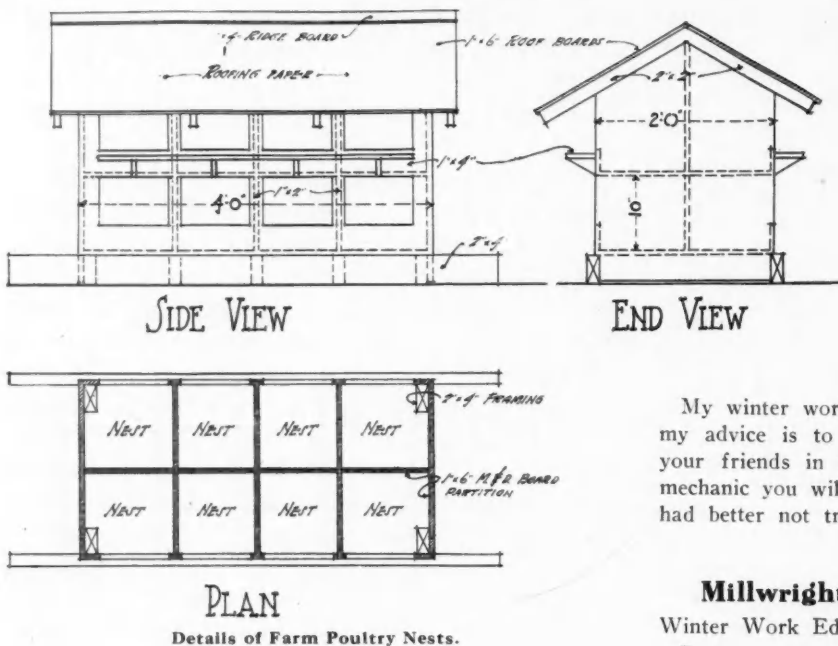 1"x4" RIDGE BOARD
1"x6" ROOF BOARDS
ROOFING PAPER
2"x2"
2'-0"
1"x4"
1"x2"
4'-0"
10"
2"x4"
SIDE VIEW
END VIEW
2"x4" FRAMING
NEST NEST NEST NEST
1"x6" M.&D. BOARD
PARTITION
NEST NEST NEST NEST
PLAN
Details of Farm Poultry Nests.
My winter wor
my advice is to
your friends in
mechanic you wil
had better not tr
Millwright
Winter Work Ed